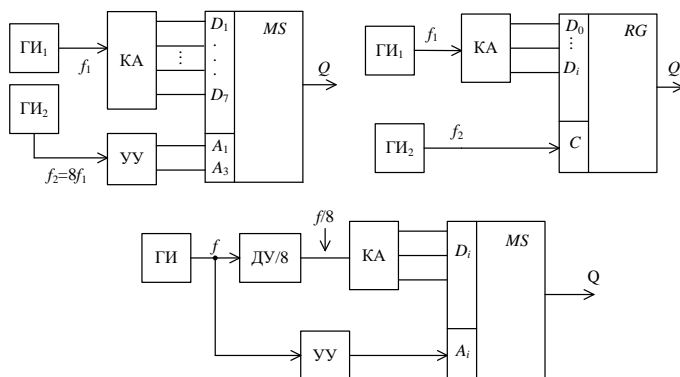 ГИ₁
f₁
КА
D₁
⋮
D₇
MS
Q
ГИ₂
f₂=8f₁
УУ
A₁
A₃
ГИ₁
f₁
КА
D₀
⋮
Dᵢ
RG
Q
ГИ₂
f₂
C
ГИ
f
ДУ/8
f/8
КА
Dᵢ
MS
Q
УУ
Aᵢ